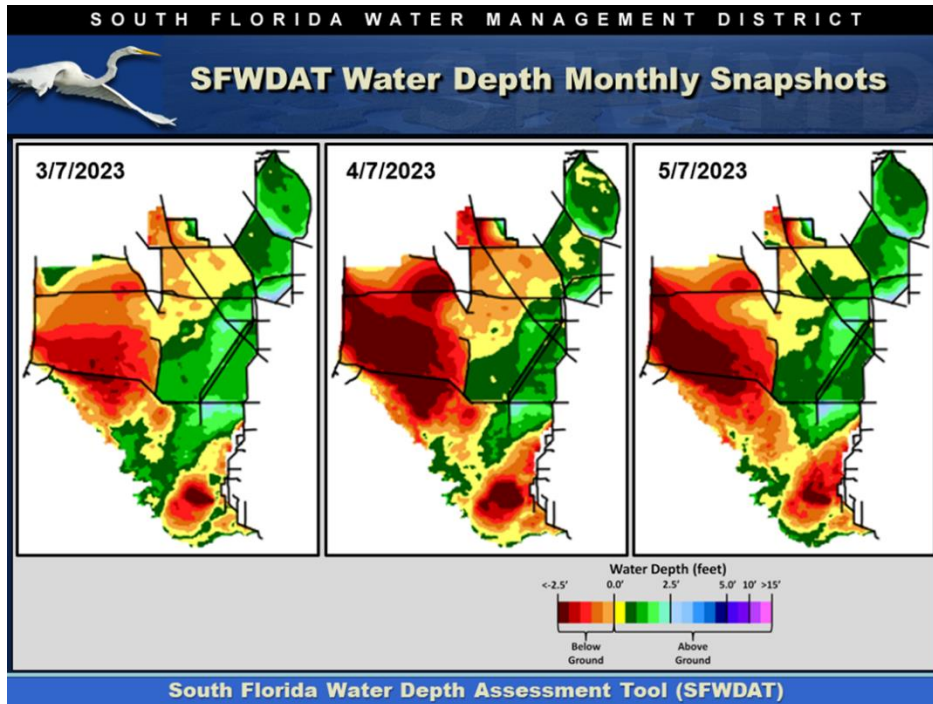 SOUTH FLORIDA WATER MANAGEMENT DISTRICT
SFWDAT Water Depth Monthly Snapshots
SFWMD
3/7/2023
4/7/2023
5/7/2023
Water Depth (feet)
<-2.5' 0.0' 2.5' 5.0' 10' >15'
Below Ground
Above Ground
South Florida Water Depth Assessment Tool (SFWDAT)